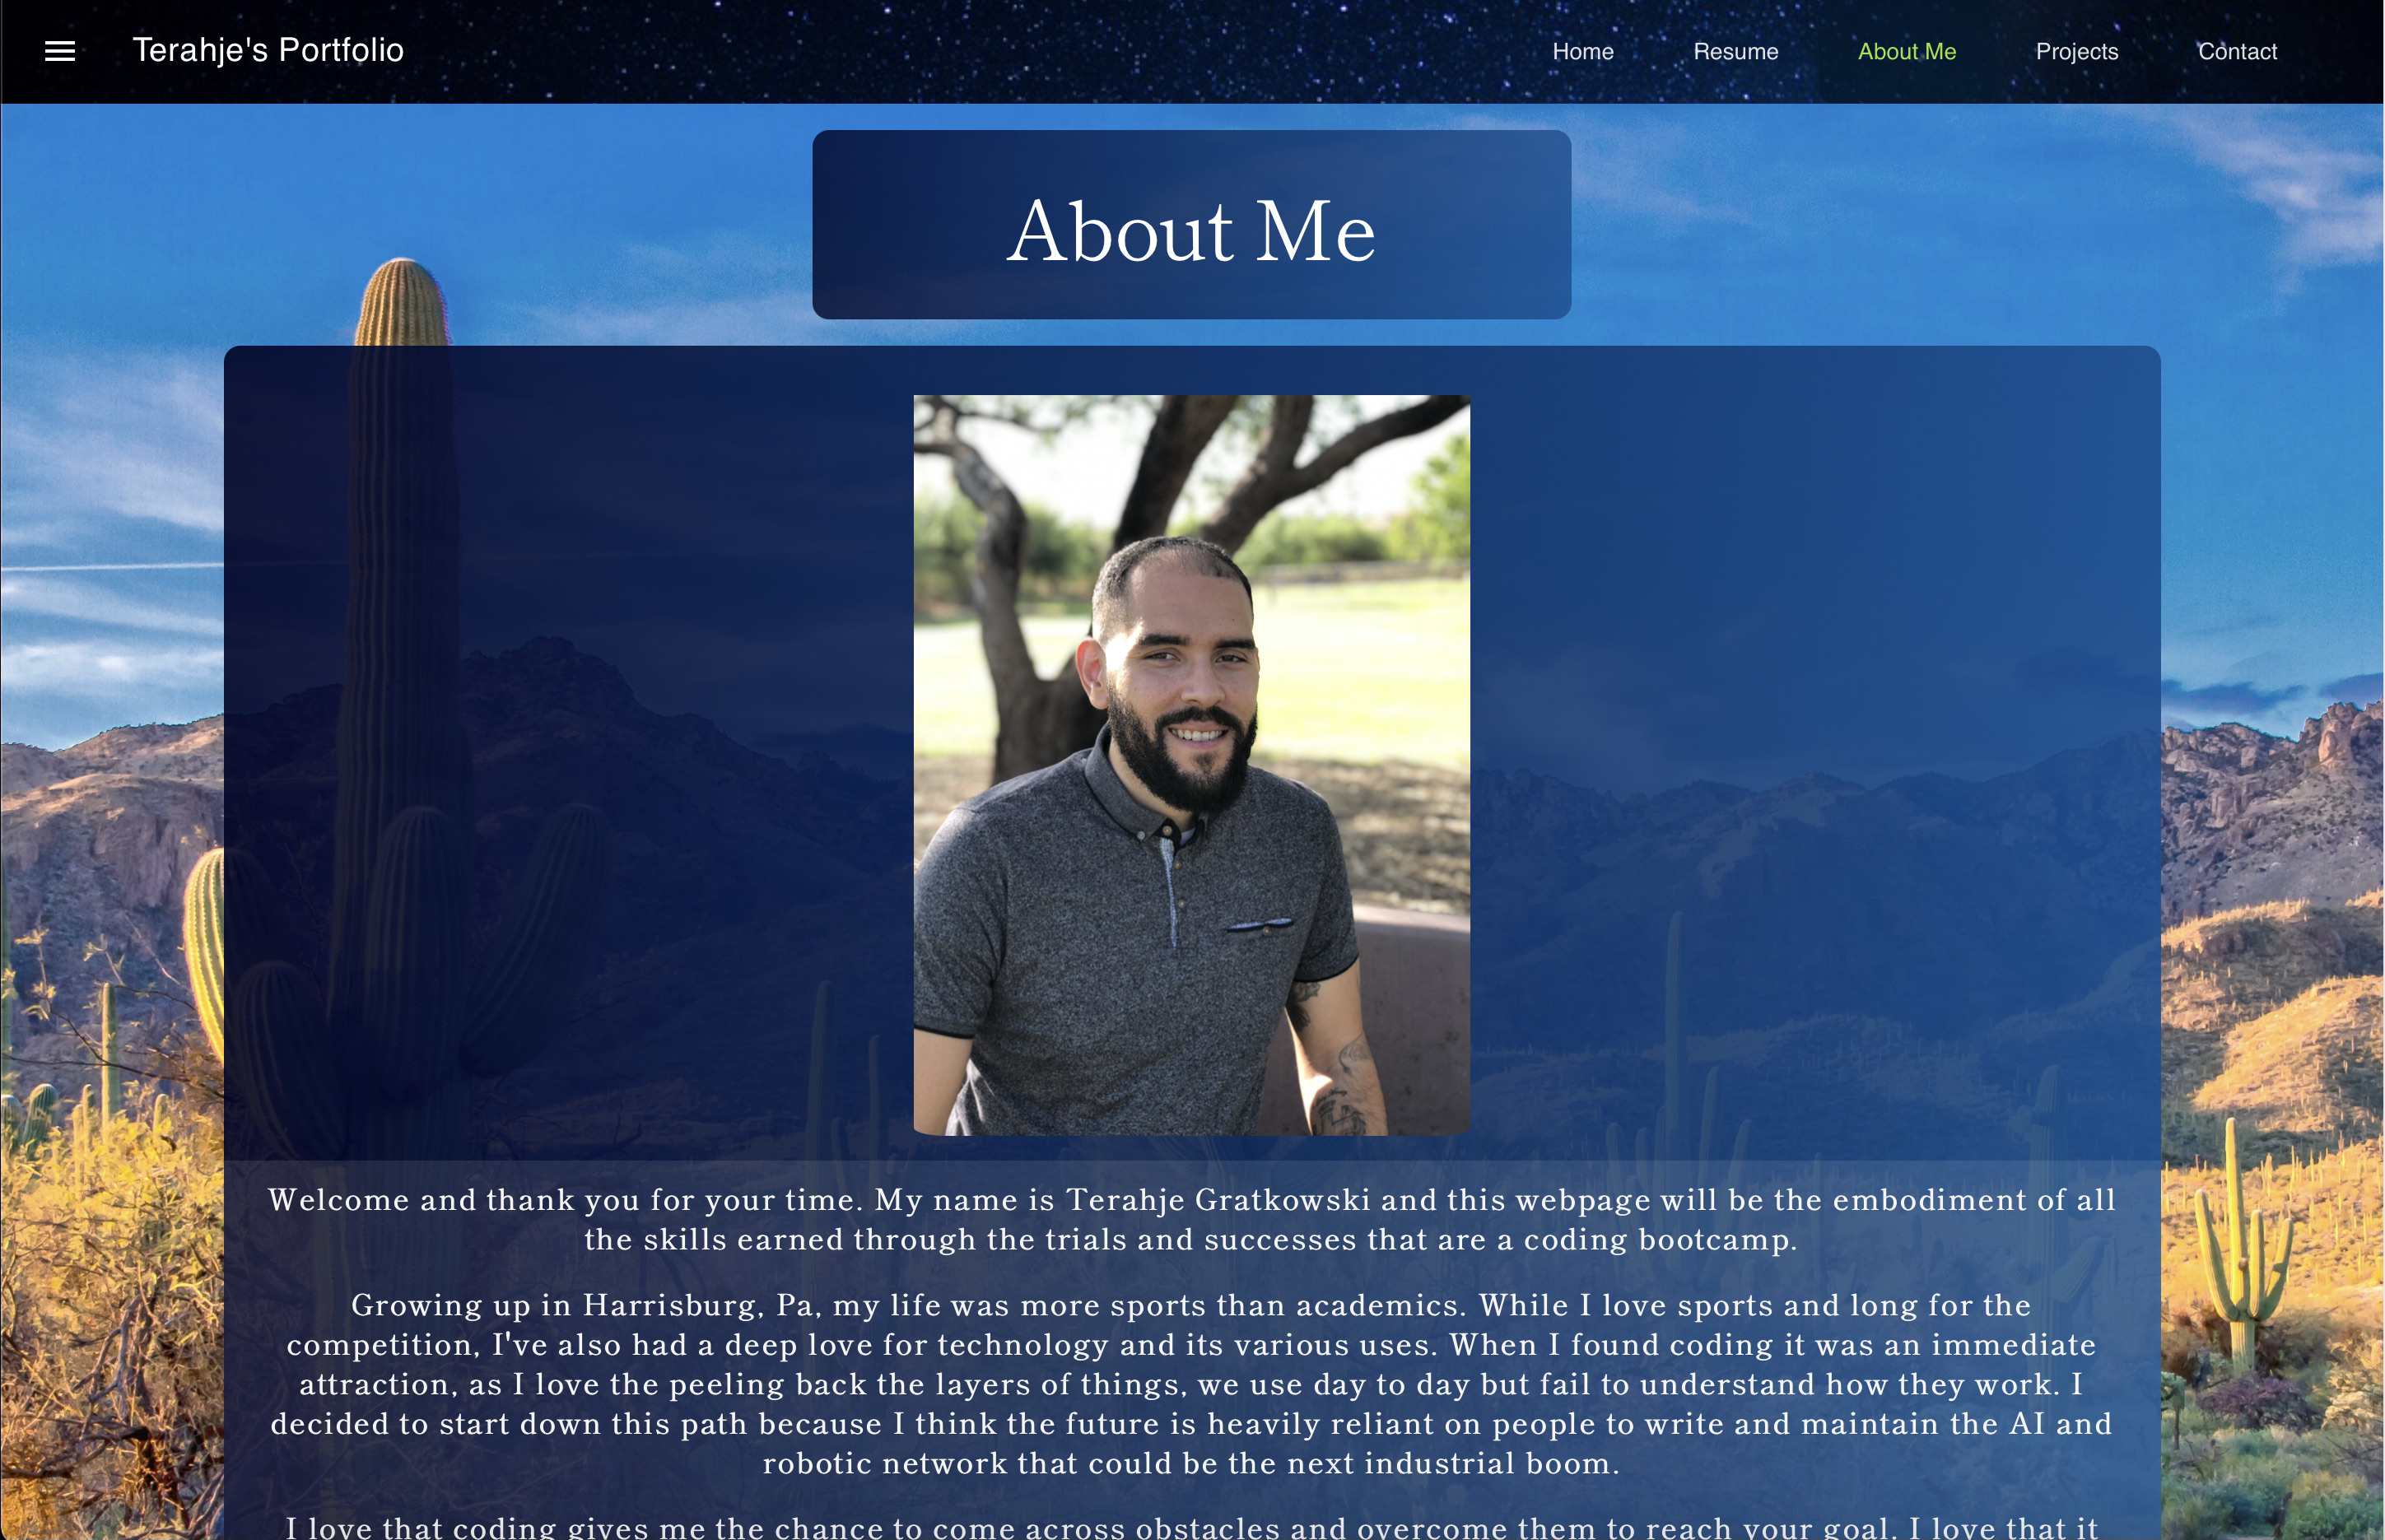 Terahje's Portfolio
Home Resume About Me Projects Contact
About Me
Welcome and thank you for your time. My name is Terahje Gratkowski and this webpage will be the embodiment of all
the skills earned through the trials and successes that are a coding bootcamp.
Growing up in Harrisburg, Pa, my life was more sports than academics. While I love sports and long for the
competition, I've also had a deep love for technology and its various uses. When I found coding it was an immediate
attraction, as I love the peeling back the layers of things, we use day to day but fail to understand how they work. I
decided to start down this path because I think the future is heavily reliant on people to write and maintain the AI and
robotic network that could be the next industrial boom.
I love that coding gives me the chance to come across obstacles and overcome them to reach your goal. I love that it